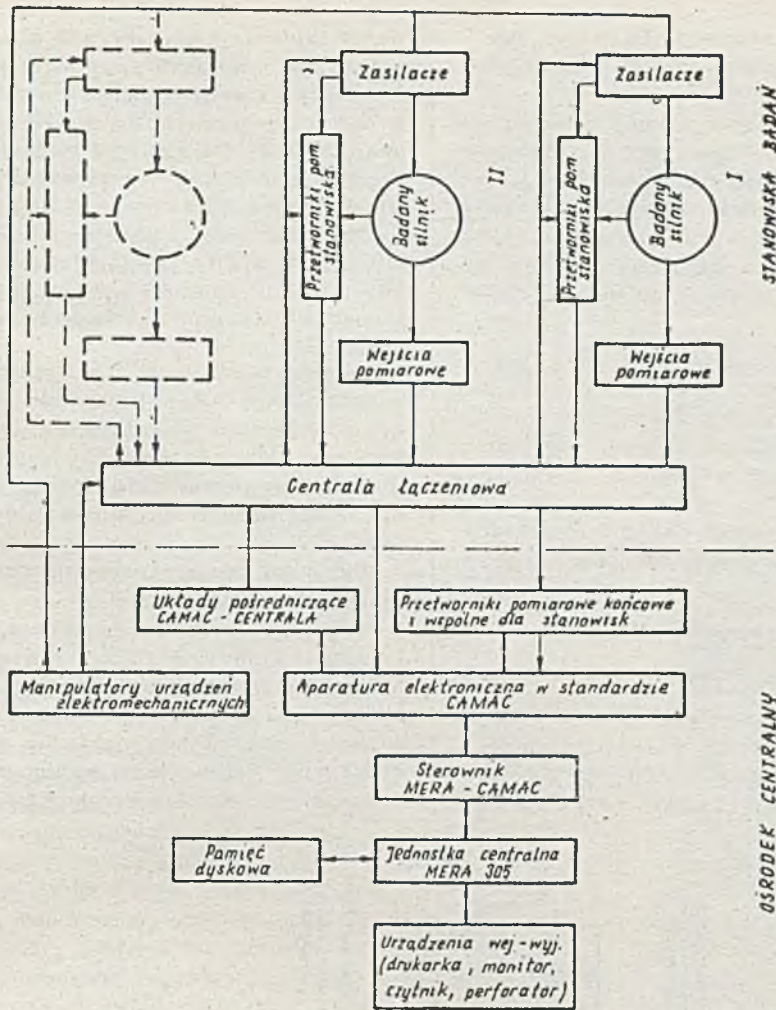 Zasilacze
Zasilacze
Przetworniki pom.
stanowiska
Badany
silnik
II
Przetworniki pom.
stanowiska
Badany
silnik
I
STANOWISKA BADAŃ
Wejścia
pomiarowe
Wejścia
pomiarowe
Centrala łączeniowa
Układy pośredniczące
CAMAC - CENTRALA
Przetworniki pomiarowe końcowe
i wspólne dla stanowisk
Manipulatory urządzeń
elektromechanicznych
Aparatura elektroniczna w standardzie
CAMAC
Sterownik
MERA - CAMAC
Pamięć
dyskowa
Jednostka centralna
MERA 305
OŚRODEK CENTRALNY
Urządzenia wej-wyj.
(drukarka, monitor,
czytnik, perforator)